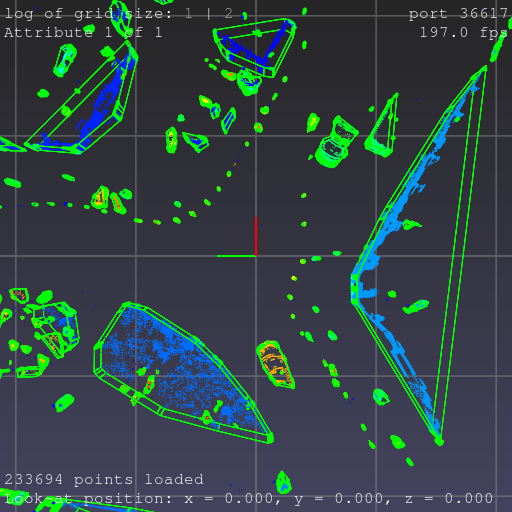 log of grid size: 1 | 2
port 36617
Attribute 1 of 1
197.0 fps
233694 points loaded
Look-at position: x = 0.000, y = 0.000, z = 0.000